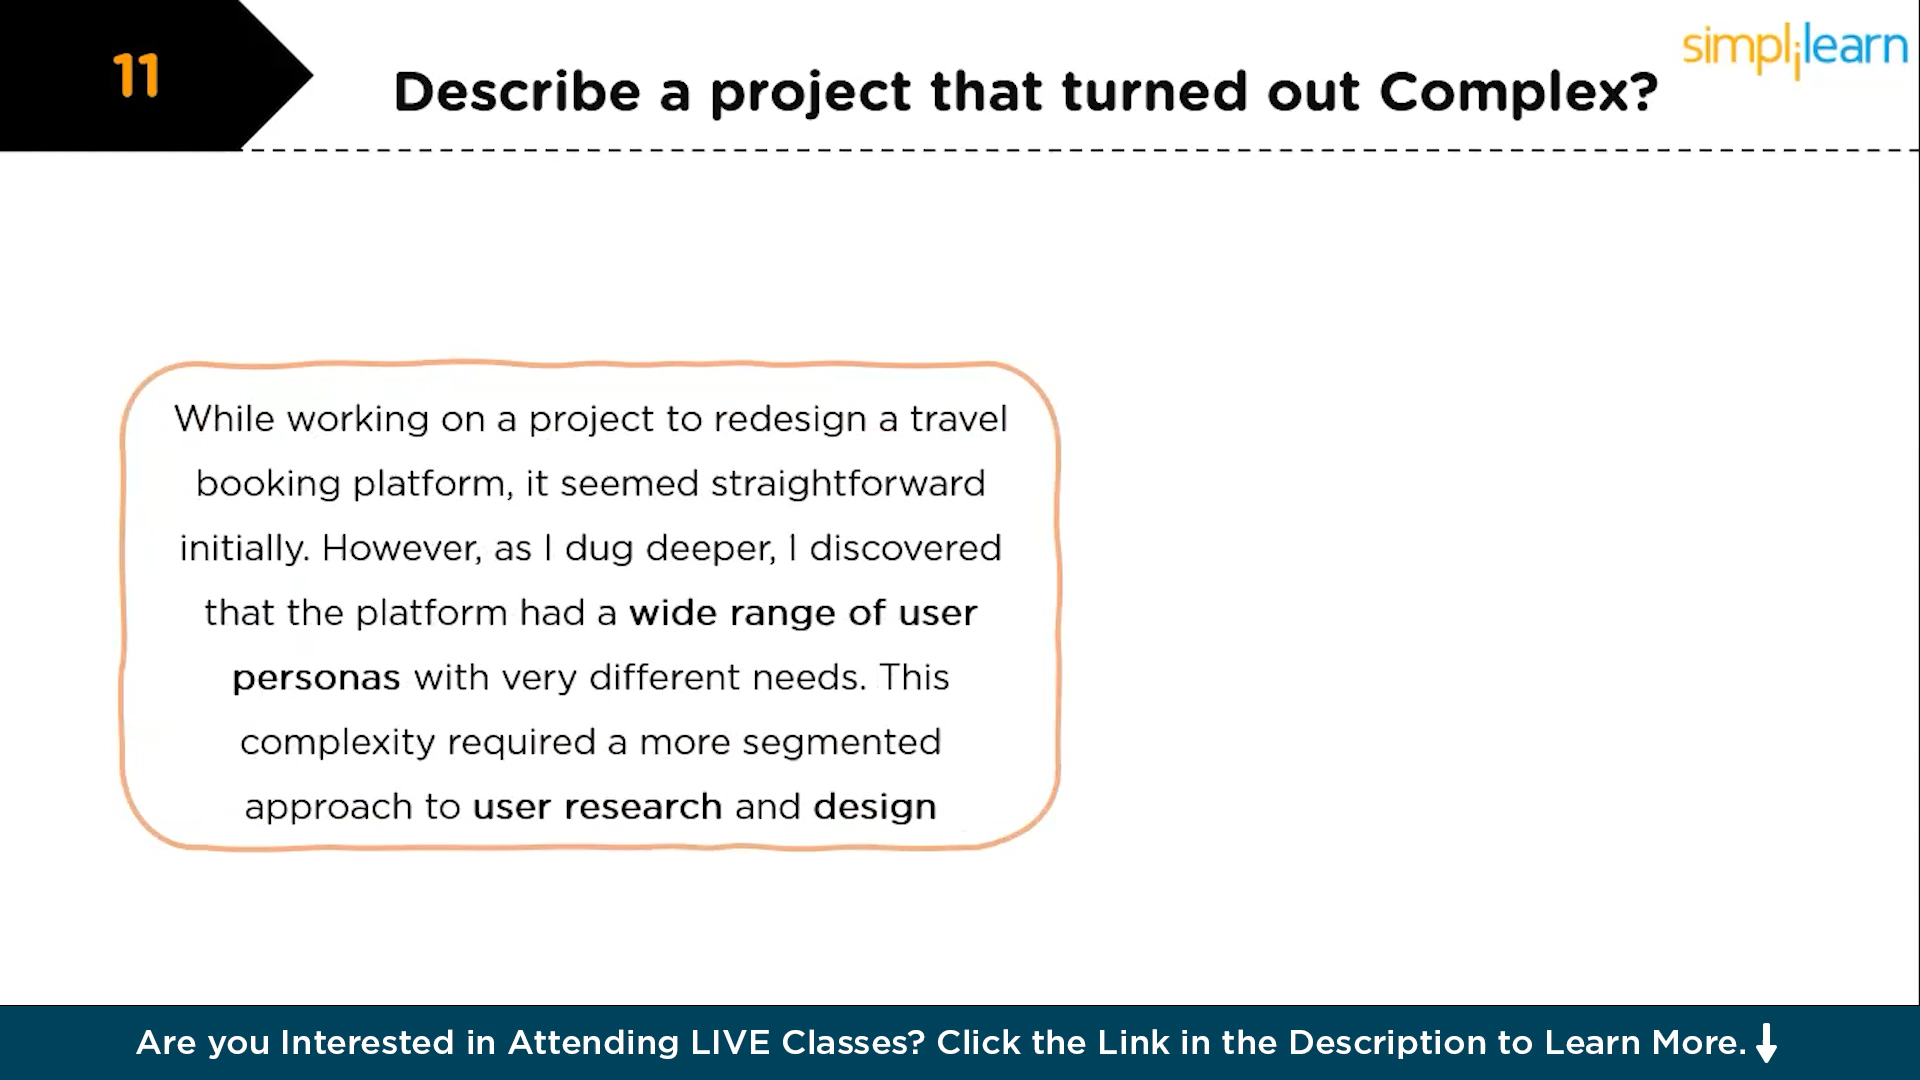 11
Describe a project that turned out Complex?
simplilearn
While working on a project to redesign a travel
booking platform, it seemed straightforward
initially. However, as I dug deeper, I discovered
that the platform had a wide range of user
personas with very different needs. This
complexity required a more segmented
approach to user research and design
Are you Interested in Attending LIVE Classes? Click the Link in the Description to Learn More.